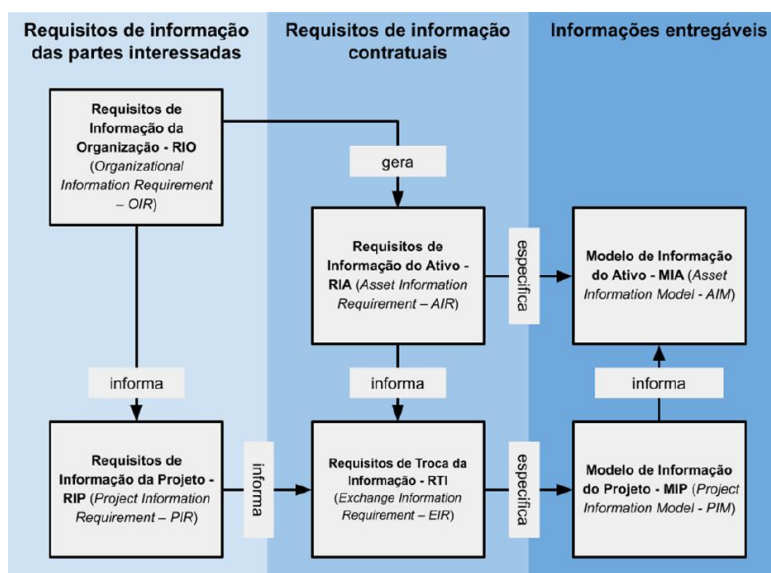 Requisitos de informação
das partes interessadas
Requisitos de informação
contratuais
Informações entregáveis
Requisitos de
Informação da
Organização - RIO
(Organizational
Information Requirement
– OIR)
gera
Requisitos de
Informação do Ativo -
RIA (Asset Information
Requirement – AIR)
especifica
Modelo de Informação
do Ativo - MIA (Asset
Information Model - AIM)
informa
informa
informa
Requisitos de
Informação da Projeto -
RIP (Project Information
Requirement – PIR)
informa
Requisitos de Troca da
Informação - RTI
(Exchange Information
Requirement – EIR)
especifica
Modelo de Informação
do Projeto - MIP (Project
Information Model - PIM)